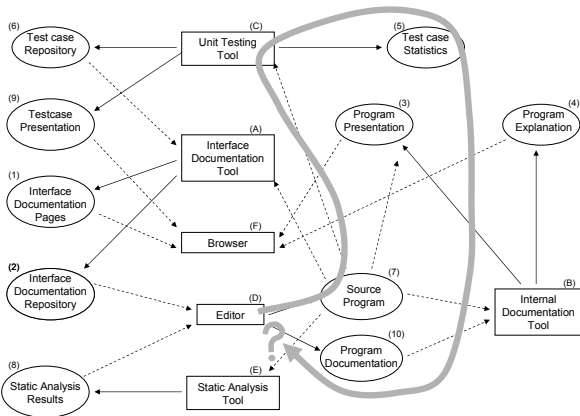 (6)
Test case
Repository
(C)
Unit Testing
Tool
(5)
Test case
Statistics
(9)
Testcase
Presentation
(A)
Interface
Documentation
Tool
(3)
Program
Presentation
(4)
Program
Explanation
(1)
Interface
Documentation
Pages
(F)
Browser
(2)
Interface
Documentation
Repository
(D)
Editor
(7)
Source
Program
(B)
Internal
Documentation
Tool
?
(10)
Program
Documentation
(8)
Static Analysis
Results
(E)
Static Analysis
Tool